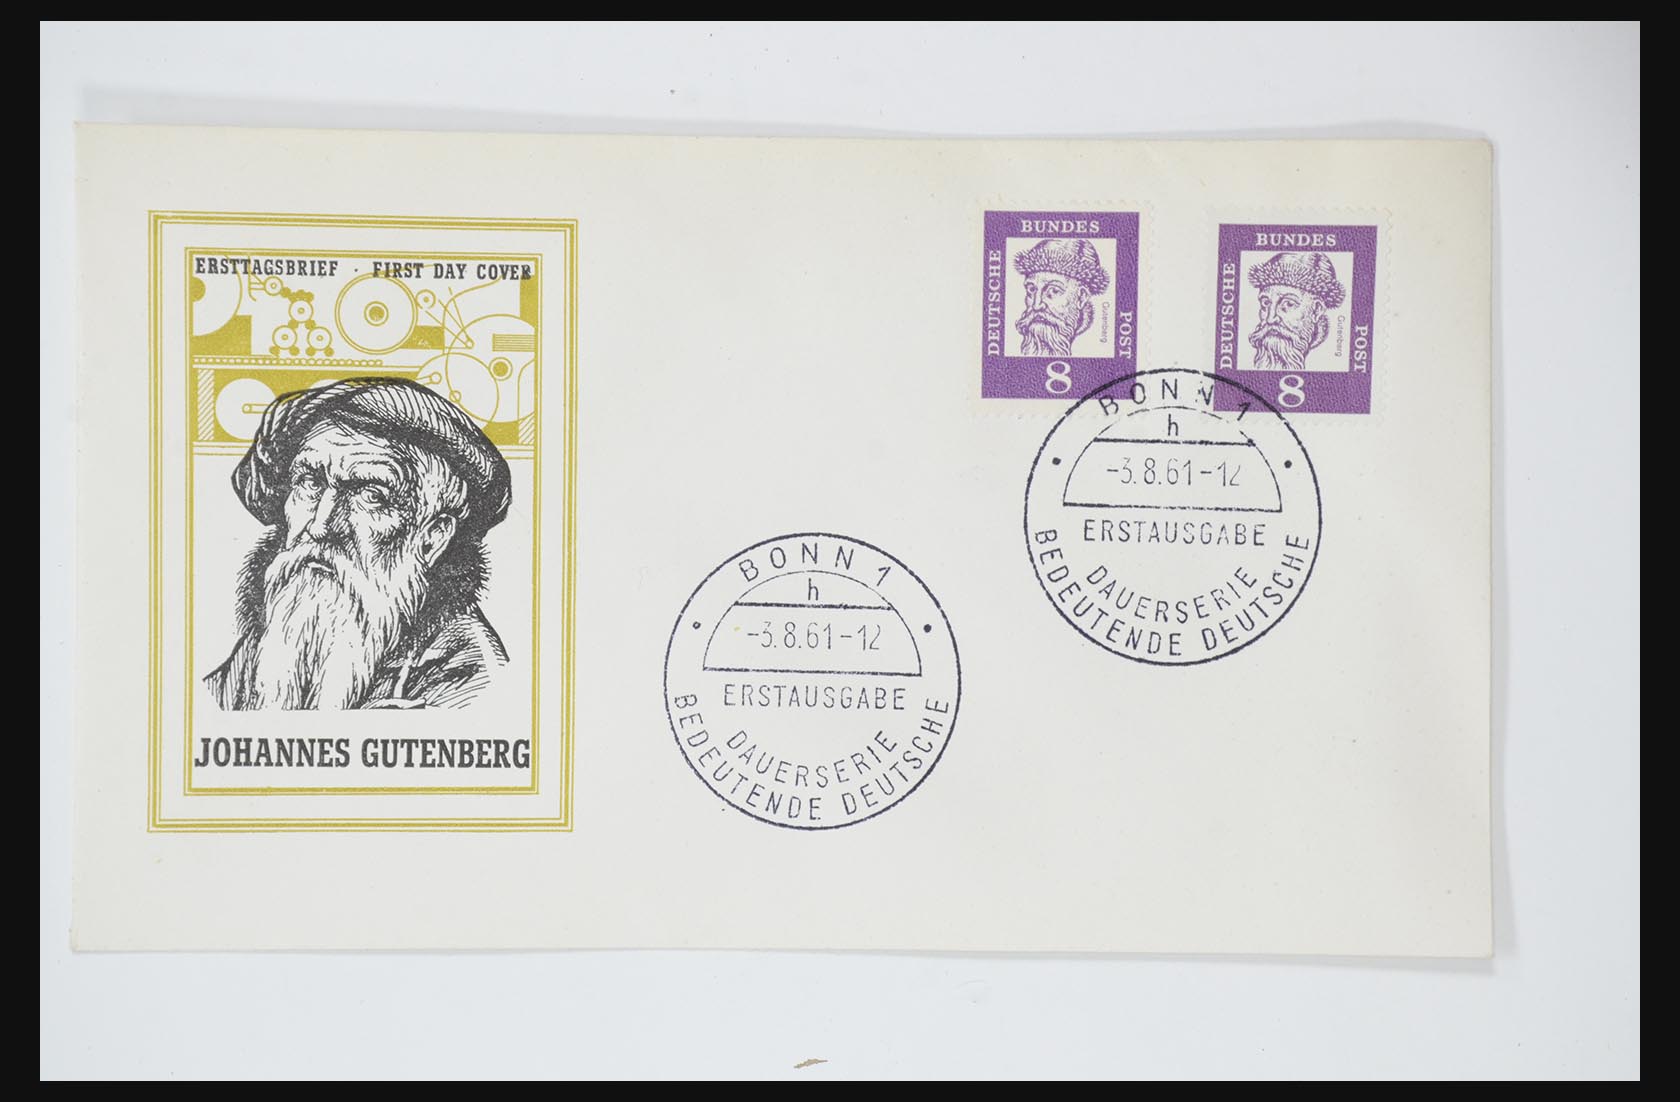 ERSTTAGSBRIEF · FIRST DAY COVER
JOHANNES GUTENBERG
DEUTSCHE BUNDES POST
Gutenberg
8
DEUTSCHE BUNDES POST
Gutenberg
8
BONN 1
h
-3.8.61-12
ERSTAUSGABE
DAUERSERIE
BEDEUTENDE DEUTSCHE
BONN 1
h
-3.8.61-12
ERSTAUSGABE
DAUERSERIE
BEDEUTENDE DEUTSCHE